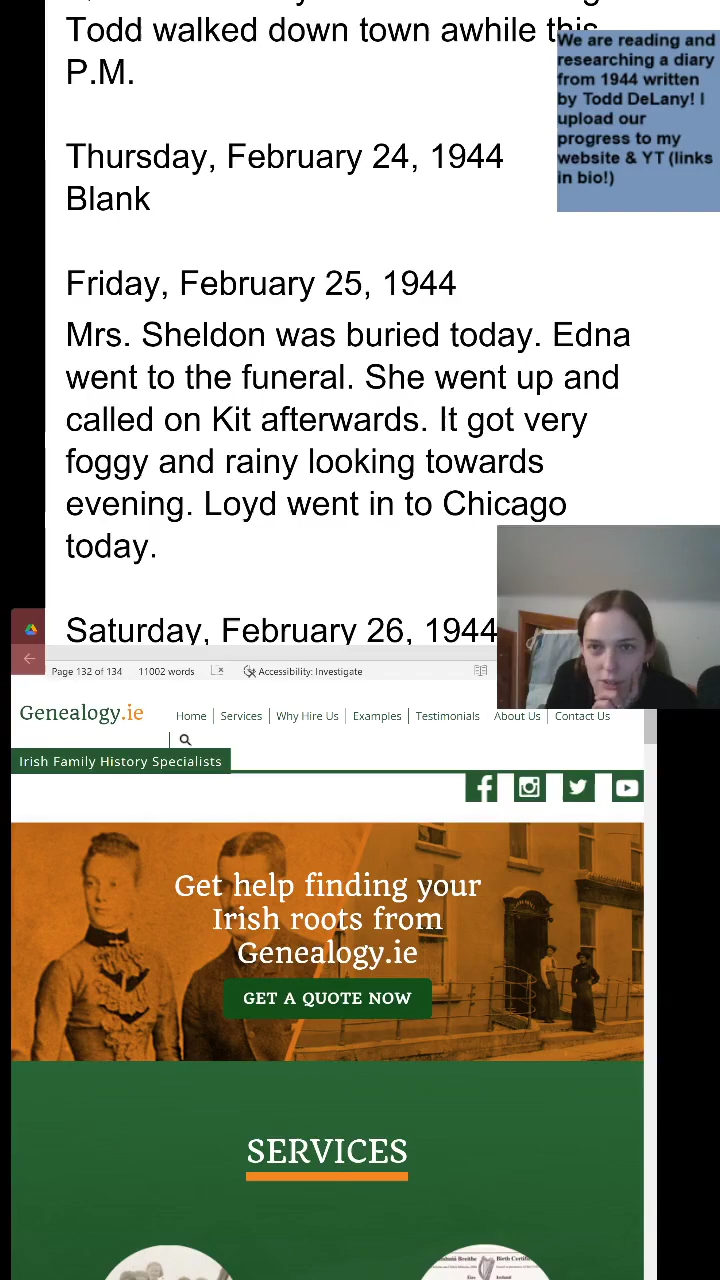 Todd walked down town awhile this
P.M.
We are reading and
researching a diary
from 1944 written
by Todd DeLany! I
upload our
progress to my
website & YT (links
in bio!)
Thursday, February 24, 1944
Blank
Friday, February 25, 1944
Mrs. Sheldon was buried today. Edna
went to the funeral. She went up and
called on Kit afterwards. It got very
foggy and rainy looking towards
evening. Loyd went in to Chicago
today.
Saturday, February 26, 1944
Page 132 of 134 11002 words Accessibility: Investigate
Genealogy.ie
Home Services Why Hire Us Examples Testimonials About Us Contact Us
Irish Family History Specialists
Get help finding your
Irish roots from
Genealogy.ie
GET A QUOTE NOW
SERVICES